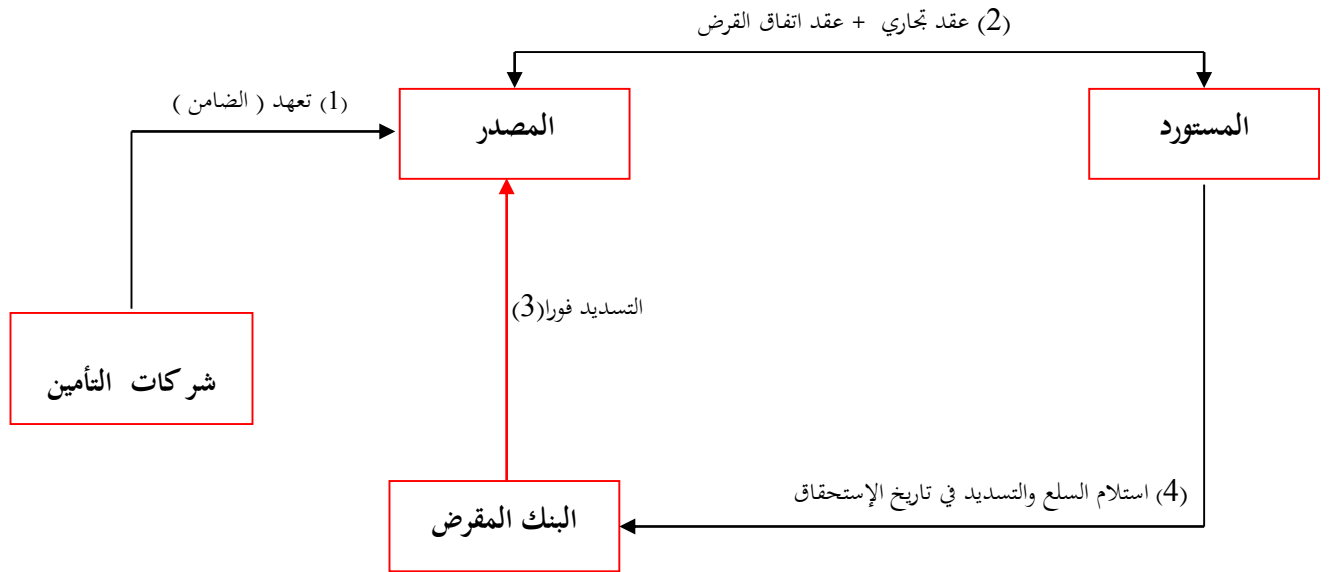 (2) عقد تجاري + عقد اتفاق القرض
(1) تعهد ( الضامن )
المصدر
المستورد
التسديد فورا(3)
شركات التأمين
(4) استلام السلع والتسديد في تاريخ الإستحقاق
البنك المقرض